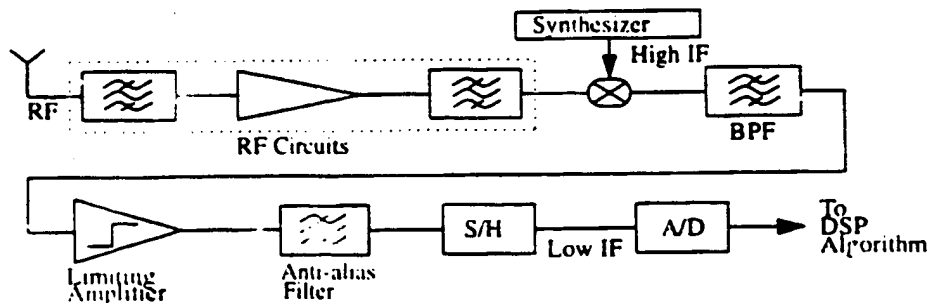 Synthesizer
High IF
RF
RF Circuits
BPF
S/H
A/D
Low IF
To
DSP
Algorithm
Limiting
Amplifier
Anti-alias
Filter